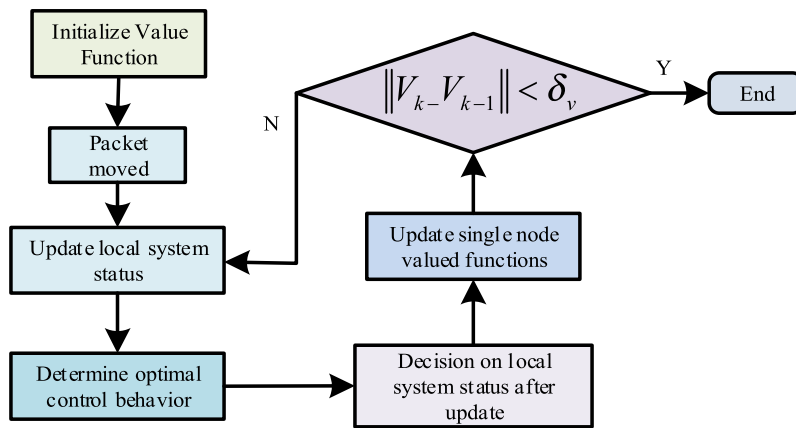 Initialize Value
Function
Packet
moved
Update local system
status
Determine optimal
control behavior
Decision on local
system status after
update
Update single node
valued functions
‖V_{k-}V_{k-1}‖ < δ_v
N
Y
End